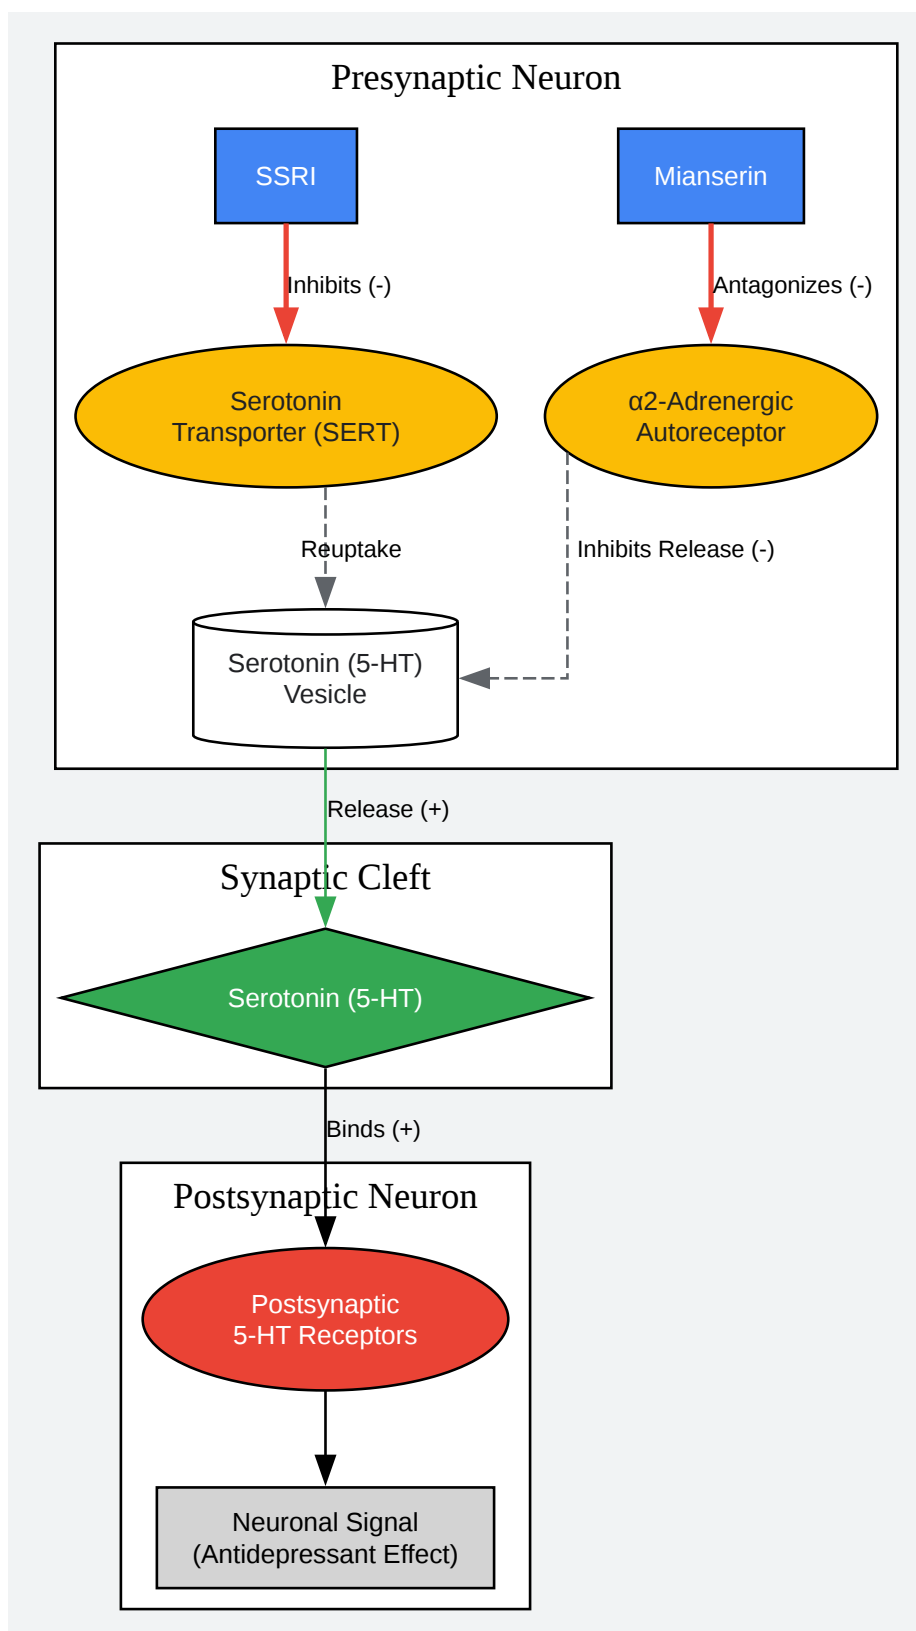 Presynaptic Neuron
SSRI
Mianserin
Inhibits (-)
Antagonizes (-)
Serotonin
Transporter (SERT)
α2-Adrenergic
Autoreceptor
Reuptake
Inhibits Release (-)
Serotonin (5-HT)
Vesicle
Release (+)
Synaptic Cleft
Serotonin (5-HT)
Binds (+)
Postsynaptic Neuron
Postsynaptic
5-HT Receptors
Neuronal Signal
(Antidepressant Effect)